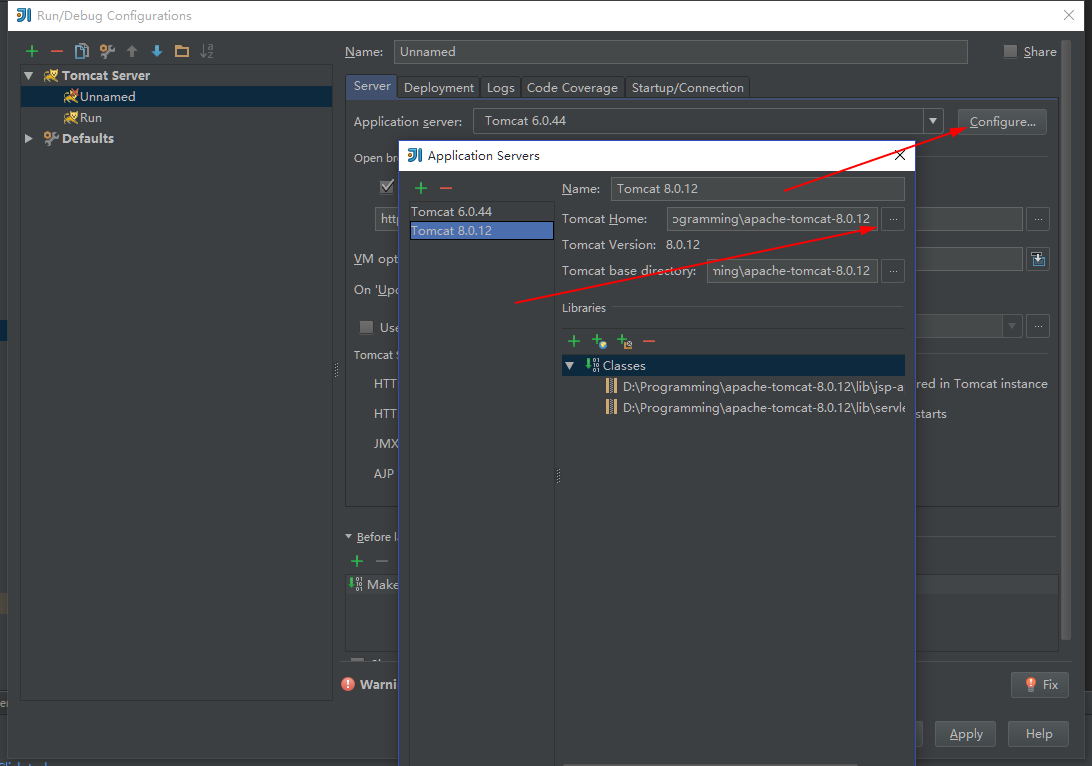 Run/Debug Configurations
Name: Unnamed Share
Tomcat Server
Unnamed
Run
Defaults
Server Deployment Logs Code Coverage Startup/Connection
Application server: Tomcat 6.0.44 Configure...
Open
Application Servers
Tomcat 6.0.44
Tomcat 8.0.12
Name: Tomcat 8.0.12
Tomcat Home: ogramming\apache-tomcat-8.0.12 ...
Tomcat Version: 8.0.12
Tomcat base directory: ning\apache-tomcat-8.0.12 ...
Libraries
Classes
D:\Programming\apache-tomcat-8.0.12\lib\jsp-a
D:\Programming\apache-tomcat-8.0.12\lib\servle
htt
...
VM opt
On 'Upd
Use
...
Tomcat S
HTT red in Tomcat instance
HTT starts
JMX
AJP
Before la
Make
Warni Fix
Apply Help